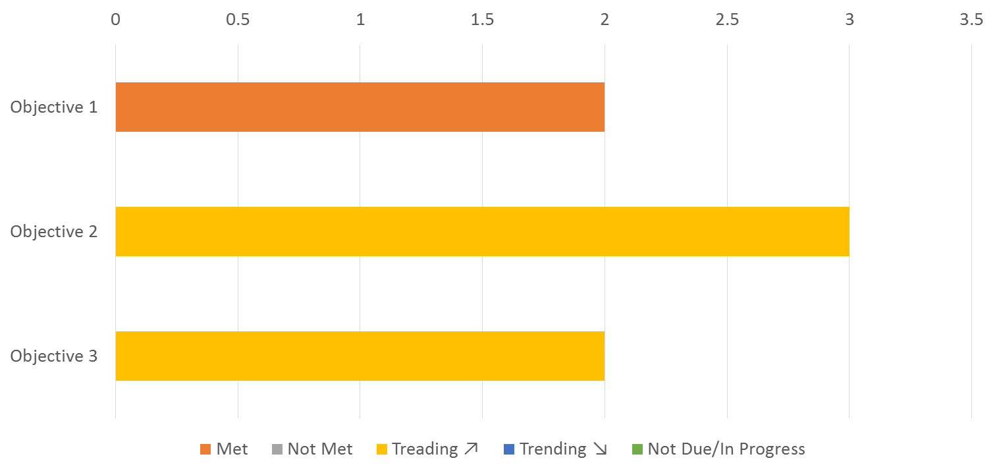 0 0.5 1 1.5 2 2.5 3 3.5
Objective 1
Objective 2
Objective 3
Met Not Met Treading ↗ Trending ↘ Not Due/In Progress